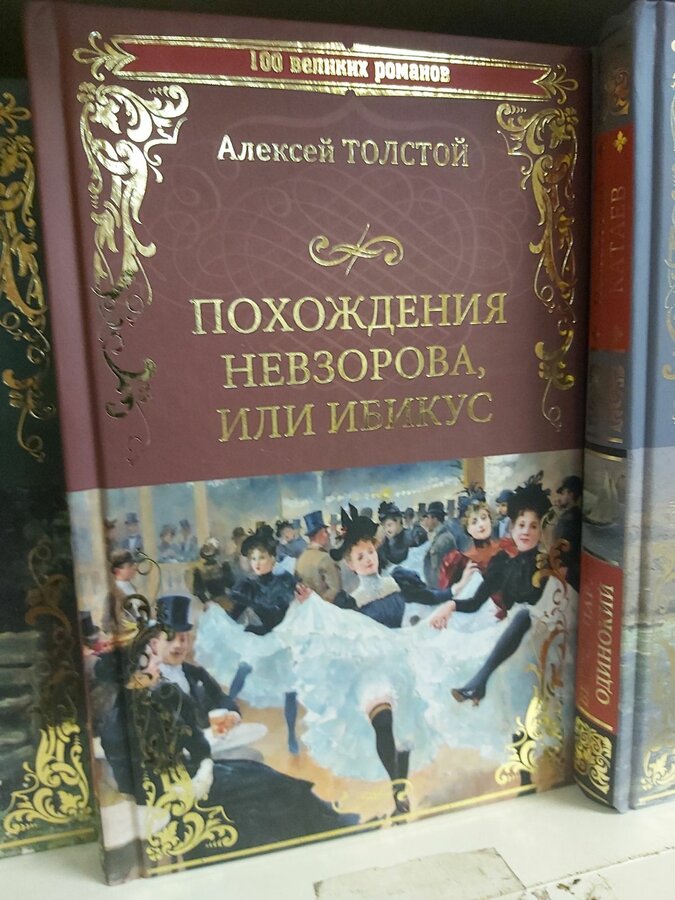 100 великих романов
Алексей ТОЛСТОЙ
ПОХОЖДЕНИЯ
НЕВЗОРОВА,
ИЛИ ИБИКУС
КАТАЕВ
ОДИНОКИЙ